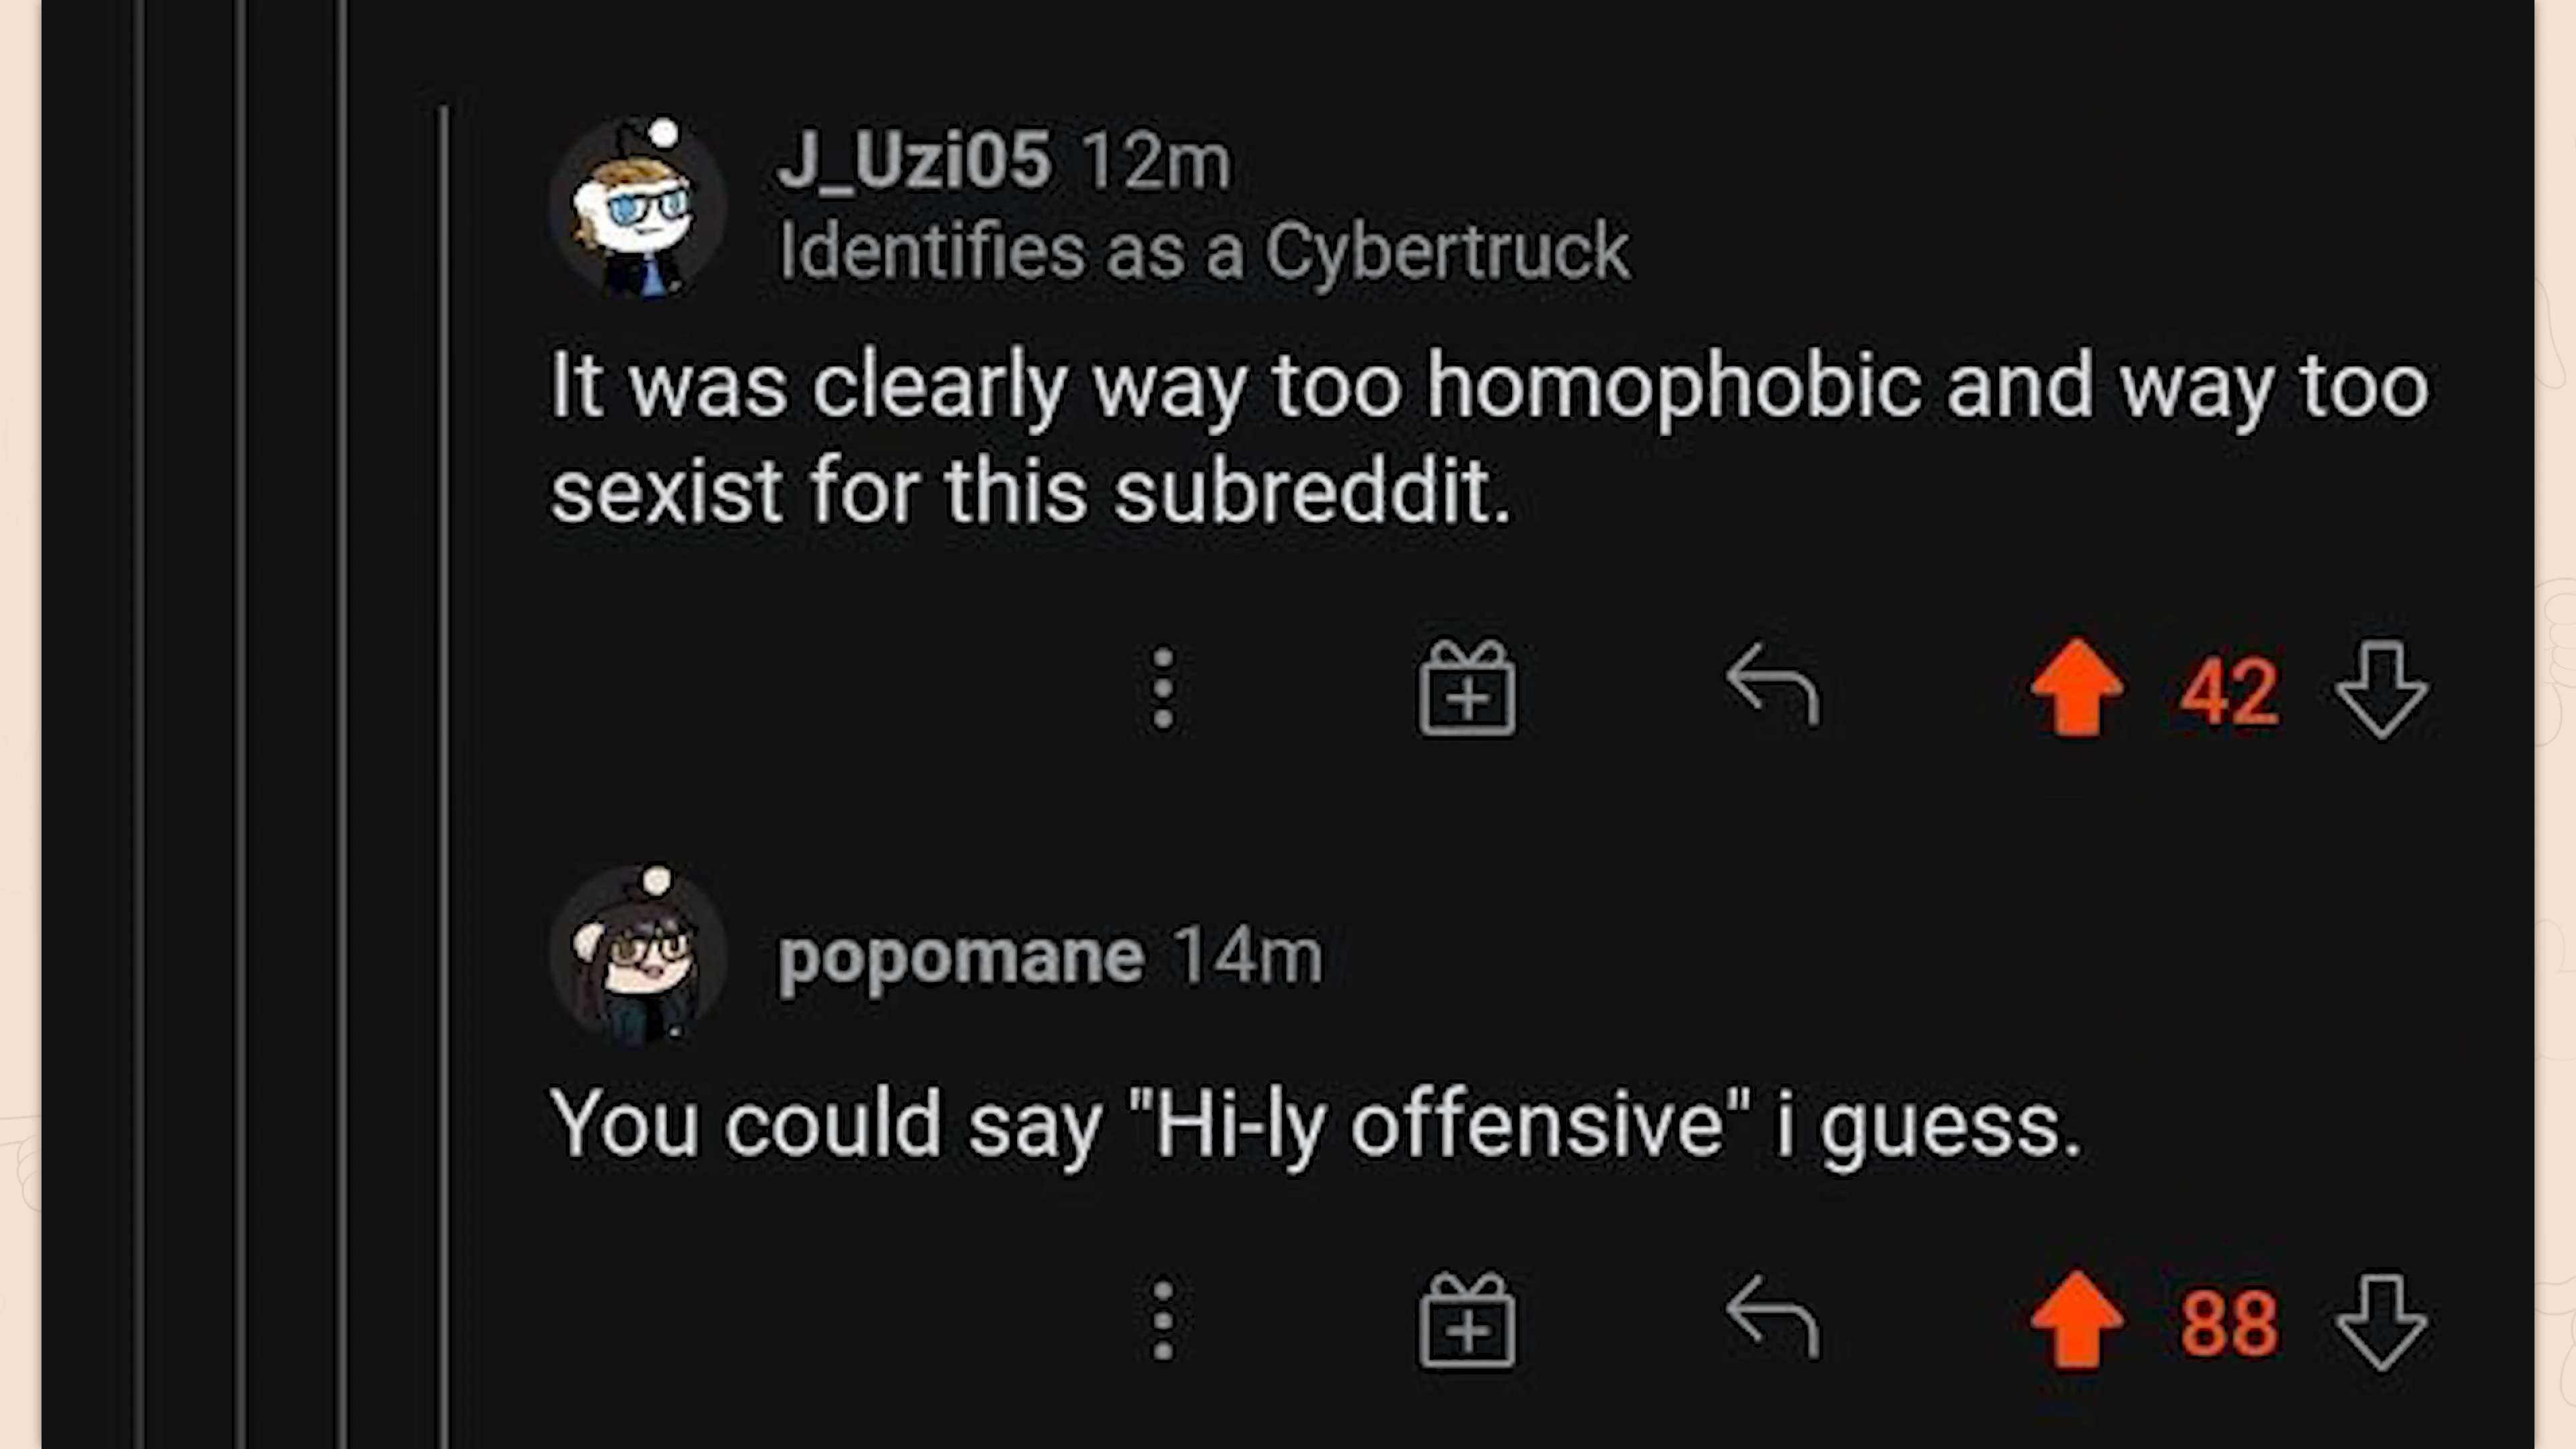 J_Uzi05 12m
Identifies as a Cybertruck
It was clearly way too homophobic and way too
sexist for this subreddit.
42
popomane 14m
You could say "Hi-ly offensive" i guess.
88